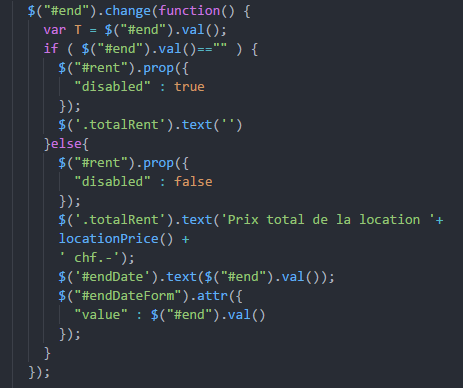 $("#end").change(function() {
var T = $("#end").val();
if ( $("#end").val()=="" ) {
$("#rent").prop({
"disabled" : true
});
$('.totalRent').text('')
}else{
$("#rent").prop({
"disabled" : false
});
$('.totalRent').text('Prix total de la location '+
locationPrice() +
' chf.-');
$('#endDate').text($("#end").val());
$("#endDateForm").attr({
"value" : $("#end").val()
});
}
});